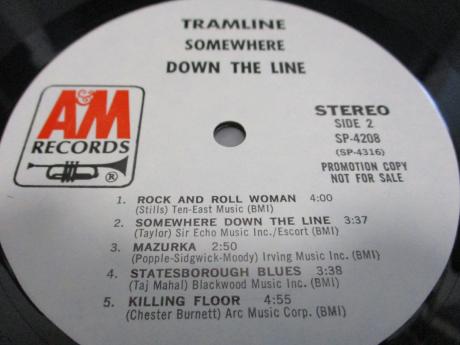 TRAMLINE
SOMEWHERE
DOWN THE LINE
A&M
RECORDS
®
STEREO
SIDE 2
SP-4208
(SP-4316)
PROMOTION COPY
NOT FOR SALE
1. ROCK AND ROLL WOMAN 4:00
(Stills) Ten-East Music (BMI)
2. SOMEWHERE DOWN THE LINE 3:37
(Taylor) Sir Echo Music Inc./Escort (BMI)
3. MAZURKA 2:50
(Popple-Sidgwick-Moody) Irving Music Inc. (BMI)
4. STATESBOROUGH BLUES 3:38
(Taj Mahal) Blackwood Music Inc. (BMI)
5. KILLING FLOOR 4:55
(Chester Burnett) Arc Music Corp. (BMI)